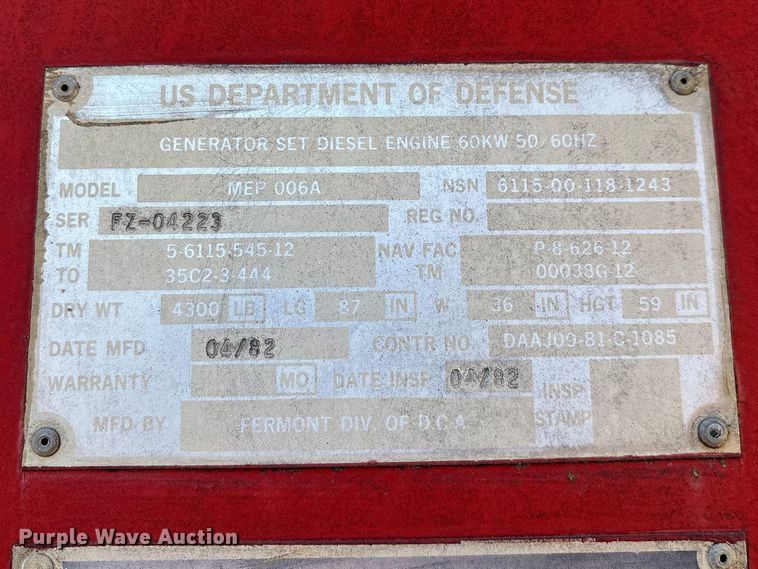 US DEPARTMENT OF DEFENSE
GENERATOR SET DIESEL ENGINE 60KW 50/60HZ
MODEL MEP 006A NSN 6115-00-118-1243
SER FZ-04223 REG NO.
TM 5-6115-545-12 NAV FAC P-8-626-12
TO 35C2-3-444 TM 00038G-12
DRY WT 4300 LB LG 87 IN W 36 IN HGT 59 IN
DATE MFD 04/82 CONTR NO. DAAJ09-81-C-1085
WARRANTY MO DATE INSP 04/82 INSP STAMP
MFD BY FERMONT DIV. OF D.C.A.
Purple Wave Auction